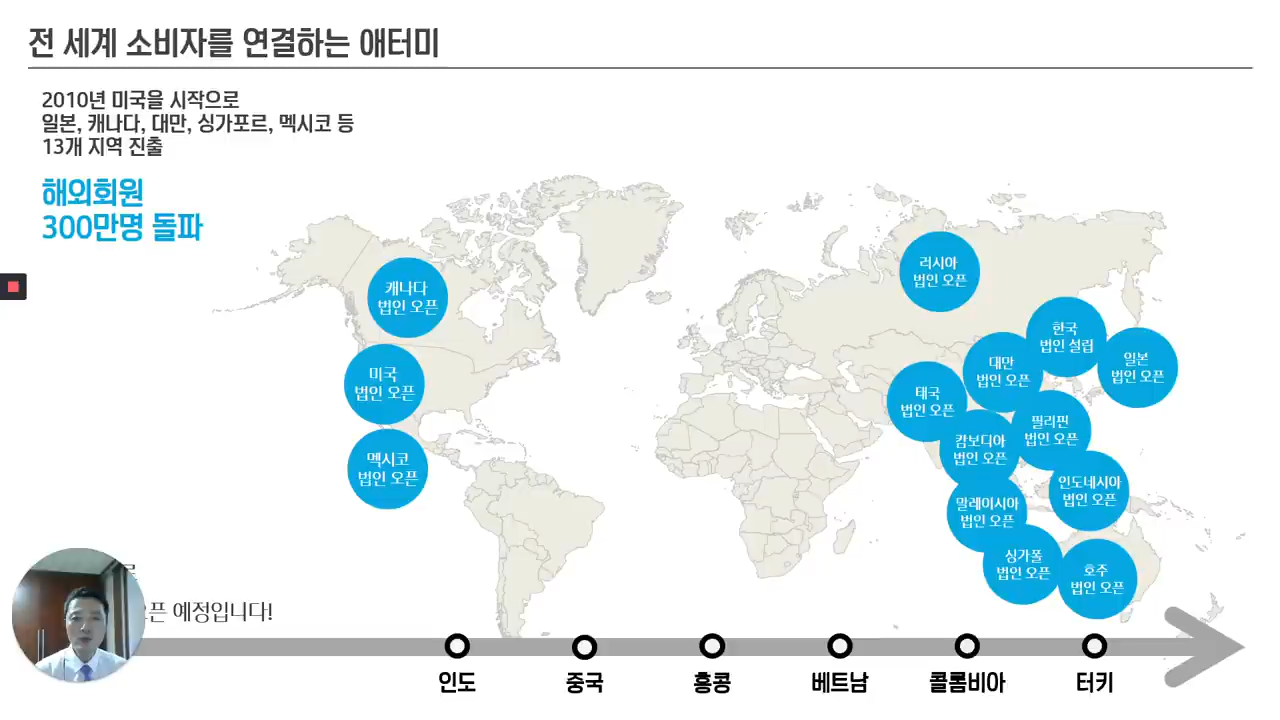 전 세계 소비자를 연결하는 애터미
2010년 미국을 시작으로
일본, 캐나다, 대만, 싱가포르, 멕시코 등
13개 지역 진출
해외회원
300만명 돌파
캐나다
법인 오픈
미국
법인 오픈
멕시코
법인 오픈
러시아
법인 오픈
한국
법인 설립
일본
법인 오픈
대만
법인 오픈
태국
법인 오픈
필리핀
법인 오픈
캄보디아
법인 오픈
인도네시아
법인 오픈
말레이시아
법인 오픈
싱가폴
법인 오픈
호주
법인 오픈
예정입니다!
인도
중국
홍콩
베트남
콜롬비아
터키